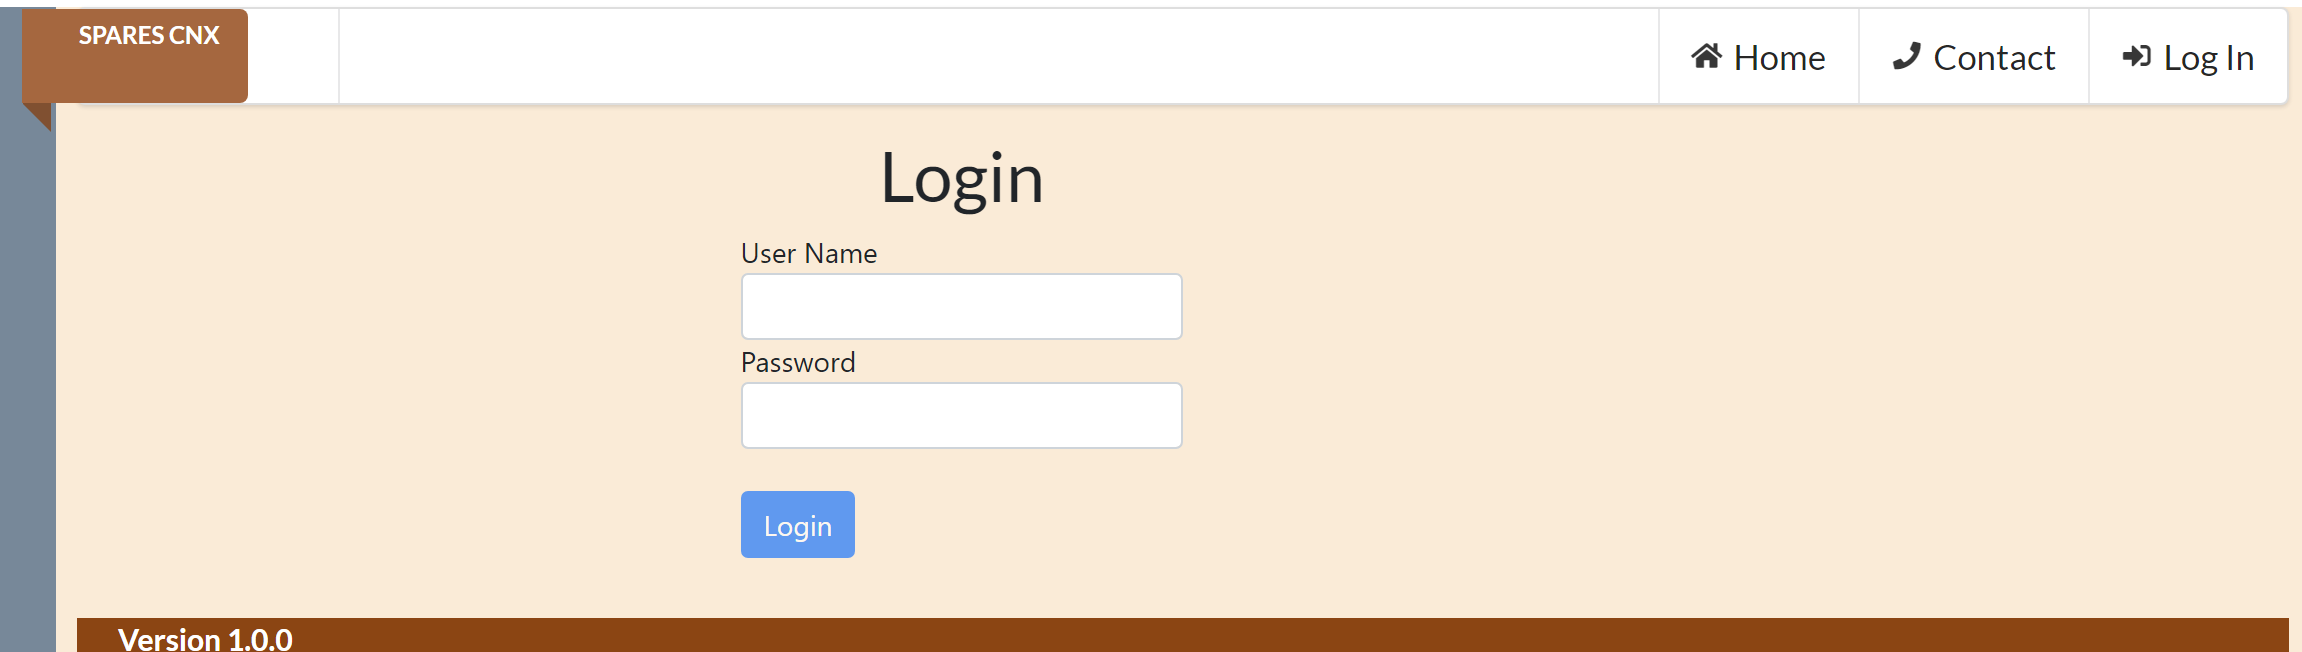 SPARES CNX
Home Contact Log In
Login
User Name
Password
Login
Version 1.0.0